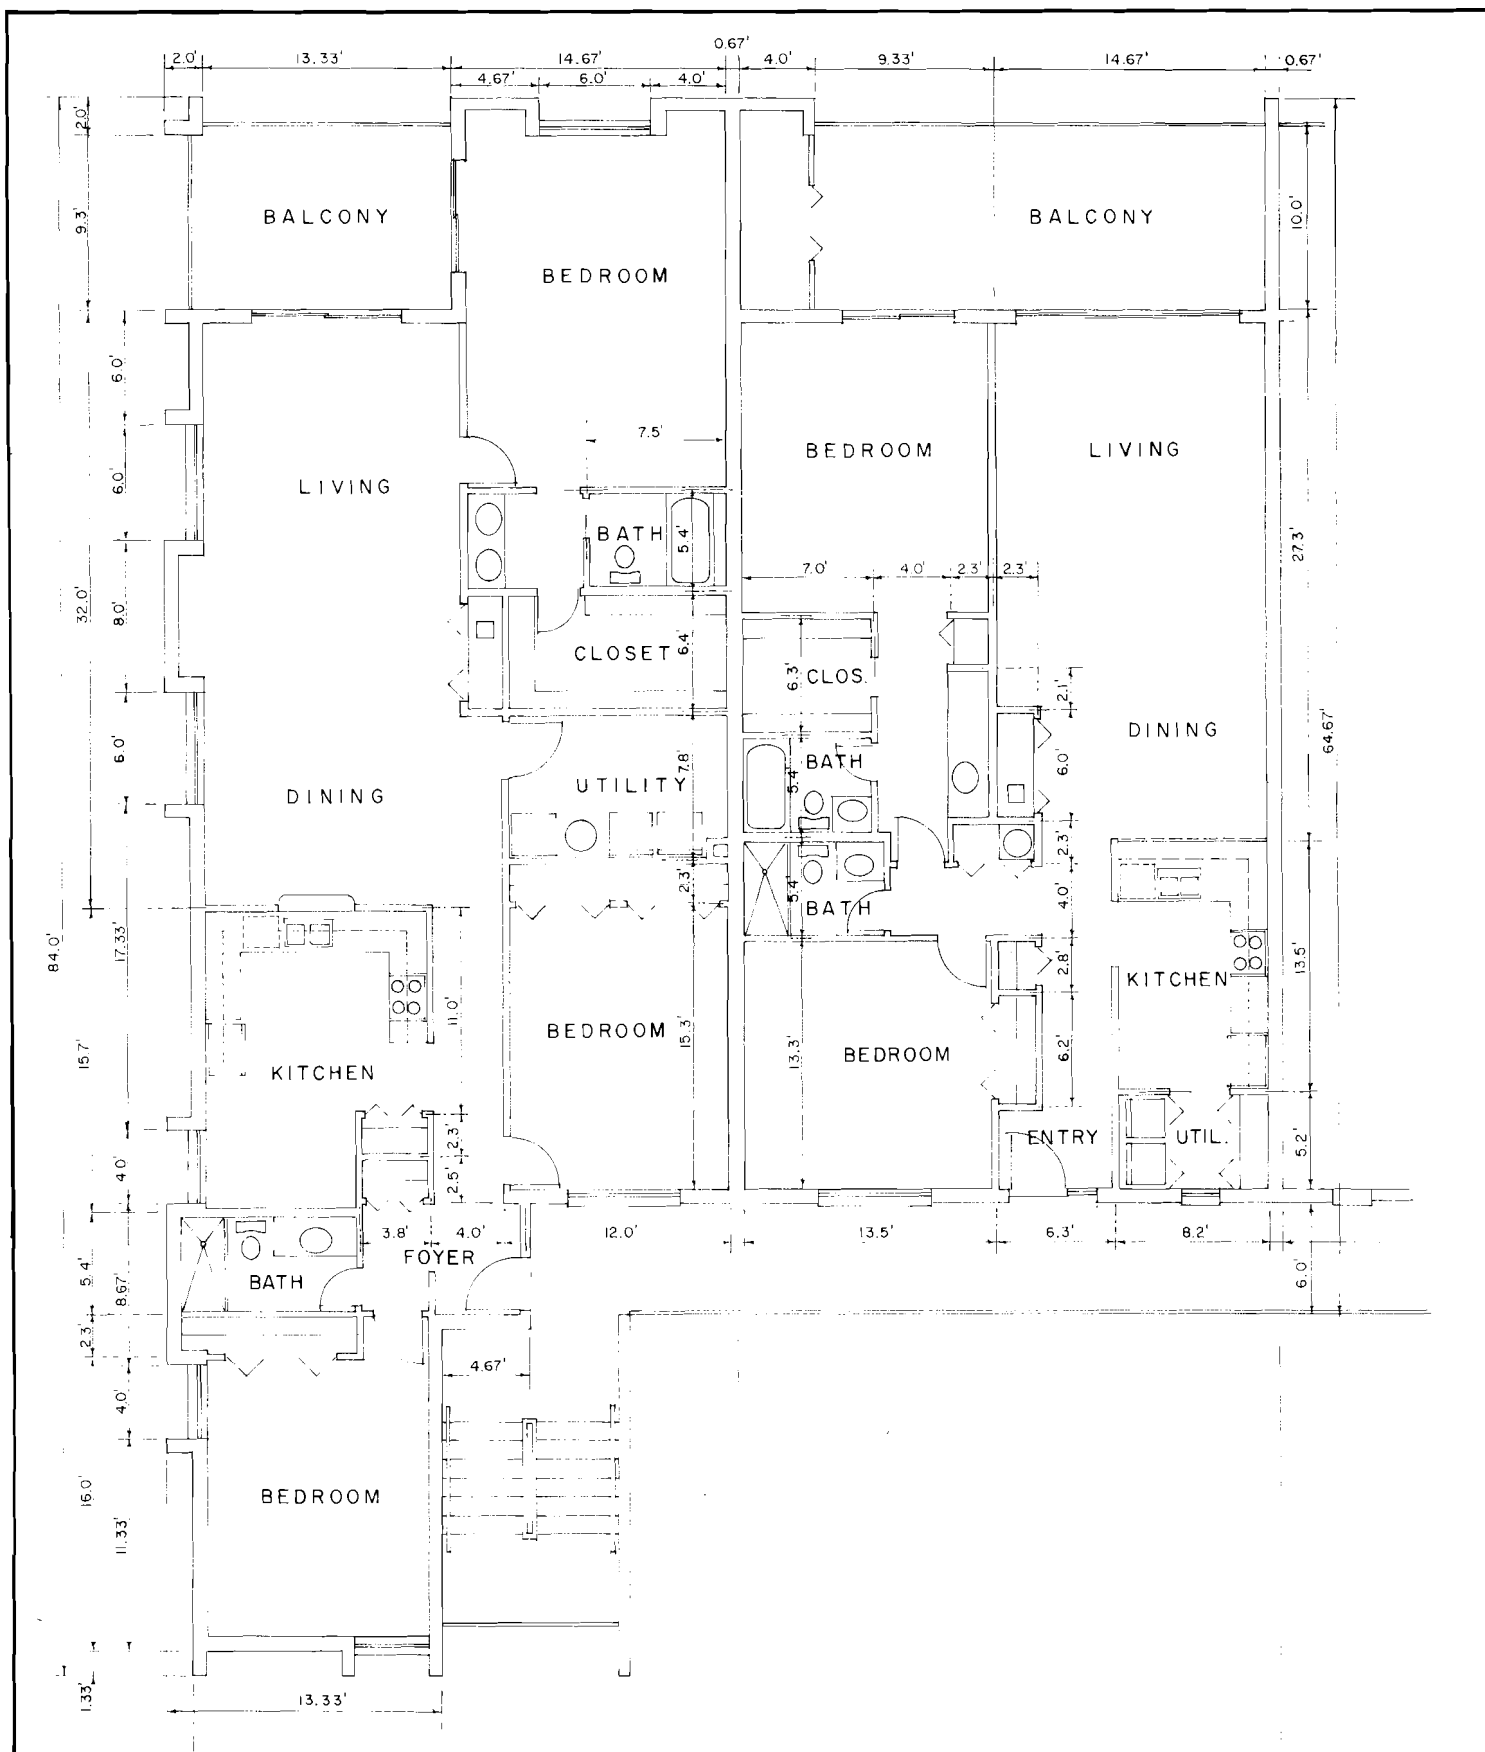 0.67'
2.0' 13.33' 14.67' 4.0' 9.33' 14.67' 0.67'
4.67' 6.0' 4.0'
2.0'
BALCONY
BALCONY
9.3'
10.0'
BEDROOM
6.0'
7.5'
BEDROOM
LIVING
LIVING
6.0'
BATH
5.4'
27.3'
7.0' 4.0' 2.3' 2.3'
32.0'
8.0'
CLOSET
6.4'
CLOS.
6.3'
2.1'
64.67'
DINING
6.0'
7.8'
BATH
5.4'
6.0'
UTILITY
DINING
2.3'
2.3'
5.4'
BATH
4.0'
84.0'
17.33'
13.5'
2.8'
KITCHEN
11.0'
BEDROOM
15.3'
13.3'
BEDROOM
6.2'
15.7'
KITCHEN
4.0'
2.3'
ENTRY
UTIL.
5.2'
2.5'
3.8' 4.0' 12.0' 13.5' 6.3' 8.2'
FOYER
5.4'
8.67'
BATH
6.0'
2.3'
4.67'
4.0'
BEDROOM
16.0'
11.33'
1.33'
13.33'